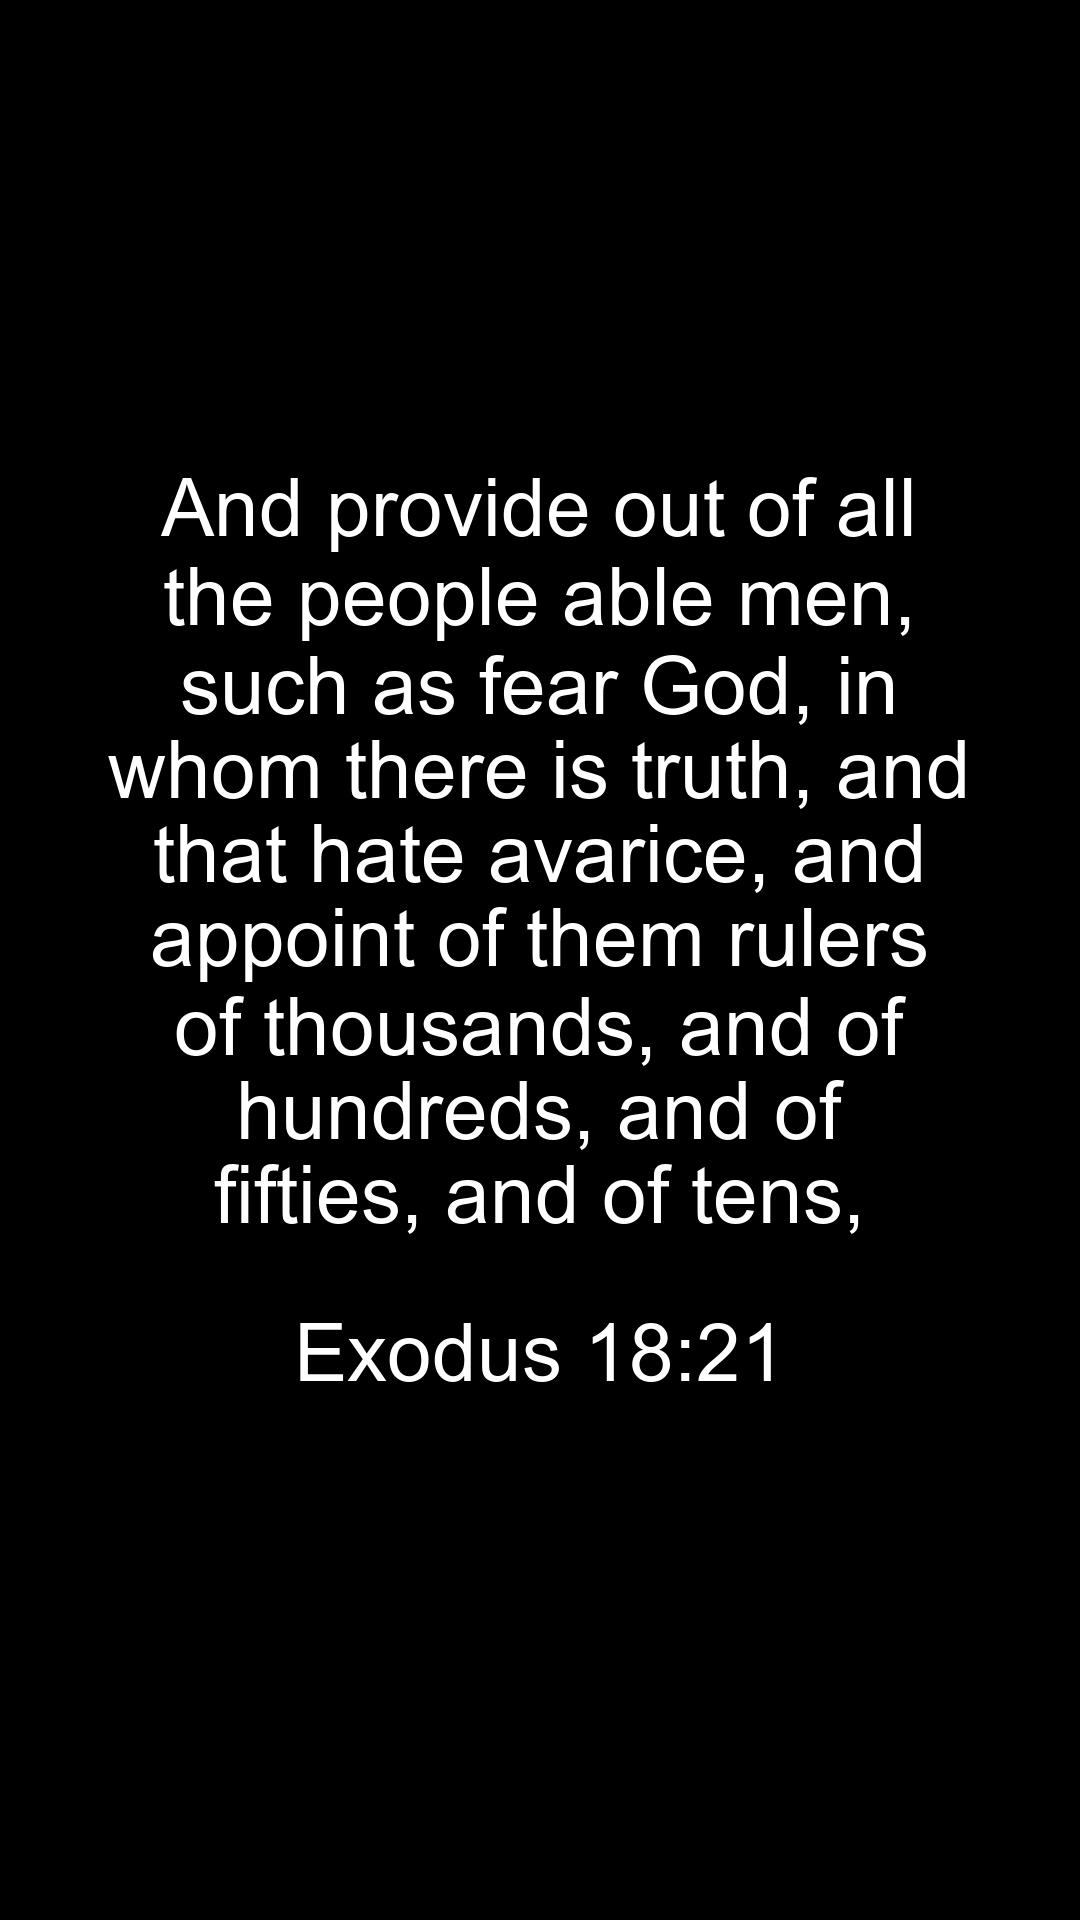 And provide out of all
the people able men,
such as fear God, in
whom there is truth, and
that hate avarice, and
appoint of them rulers
of thousands, and of
hundreds, and of
fifties, and of tens,
Exodus 18:21